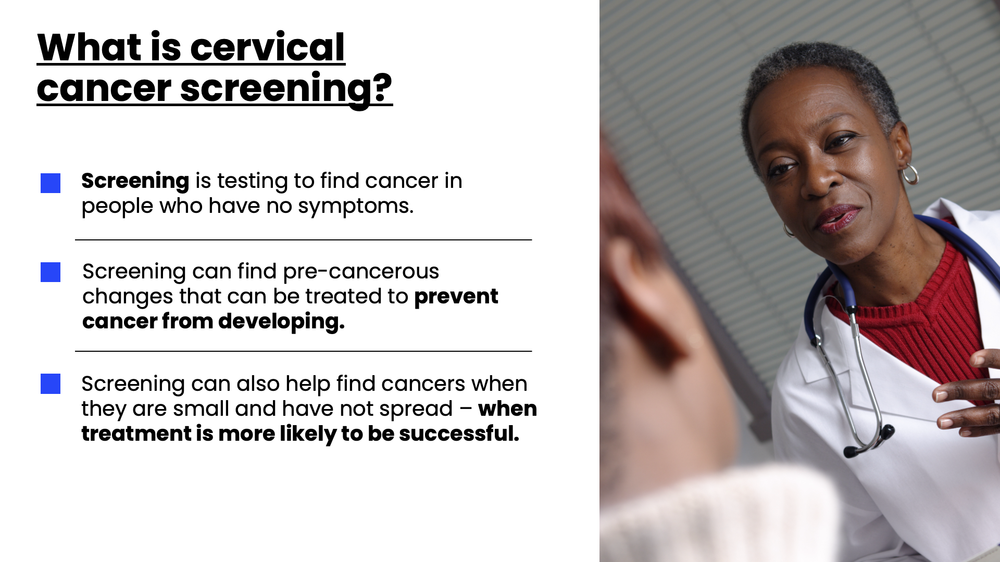 What is cervical
cancer screening?
Screening is testing to find cancer in
people who have no symptoms.
Screening can find pre-cancerous
changes that can be treated to prevent
cancer from developing.
Screening can also help find cancers when
they are small and have not spread – when
treatment is more likely to be successful.